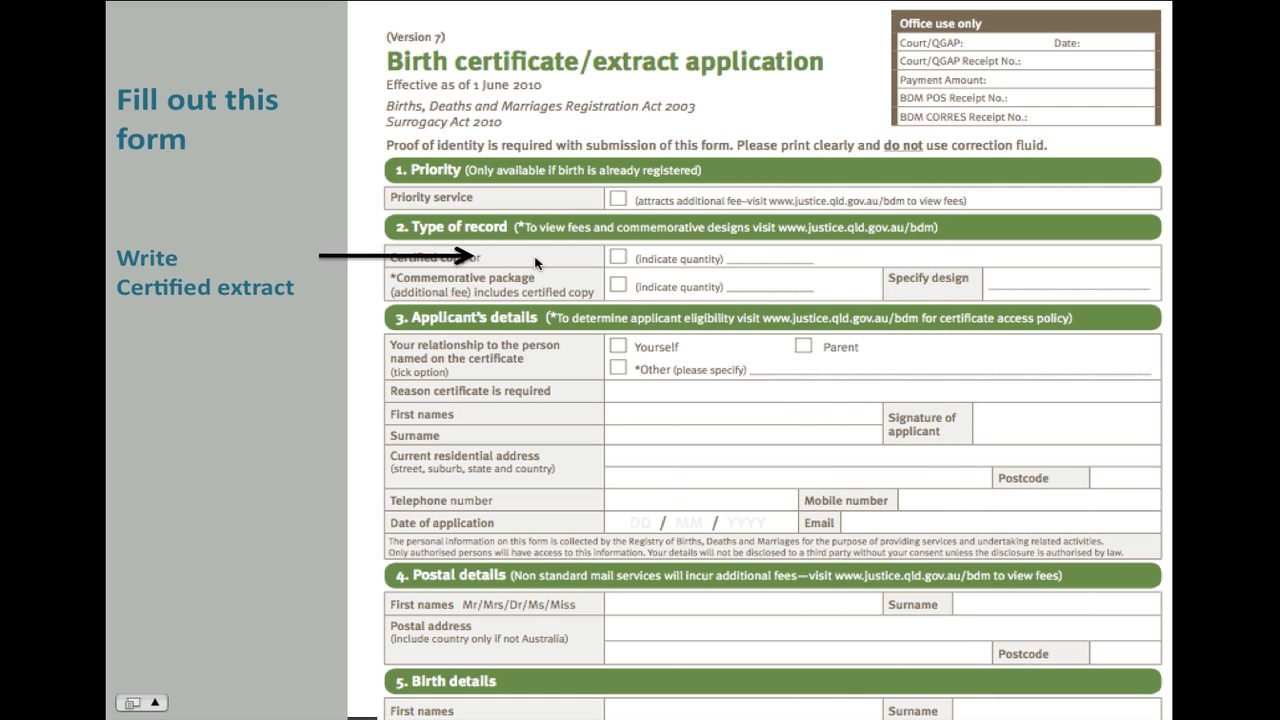 Fill out this
form
Write
Certified extract
(Version 7)
Birth certificate/extract application
Effective as of 1 June 2010
Births, Deaths and Marriages Registration Act 2003
Surrogacy Act 2010
Office use only
Court/QGAP: Date:
Court/QGAP Receipt No.:
Payment Amount:
BDM POS Receipt No.:
BDM CORRES Receipt No.:
Proof of identity is required with submission of this form. Please print clearly and do not use correction fluid.
1. Priority (Only available if birth is already registered)
Priority service (attracts additional fee–visit www.justice.qld.gov.au/bdm to view fees)
2. Type of record (*To view fees and commemorative designs visit www.justice.qld.gov.au/bdm)
Certified copy or (indicate quantity) ____________
*Commemorative package
(additional fee) includes certified copy (indicate quantity) ____________ Specify design ______________________
3. Applicant's details (*To determine applicant eligibility visit www.justice.qld.gov.au/bdm for certificate access policy)
Your relationship to the person
named on the certificate
(tick option)
Yourself Parent
*Other (please specify) ______________________
Reason certificate is required
First names
Surname
Signature of
applicant
Current residential address
(street, suburb, state and country)
Postcode
Telephone number Mobile number
Date of application DD / MM / YYYY Email
The personal information on this form is collected by the Registry of Births, Deaths and Marriages for the purpose of providing services and undertaking related activities.
Only authorised persons will have access to this information. Your details will not be disclosed to a third party without your consent unless the disclosure is authorised by law.
4. Postal details (Non standard mail services will incur additional fees—visit www.justice.qld.gov.au/bdm to view fees)
First names Mr/Mrs/Dr/Ms/Miss Surname
Postal address
(include country only if not Australia)
Postcode
5. Birth details
First names Surname